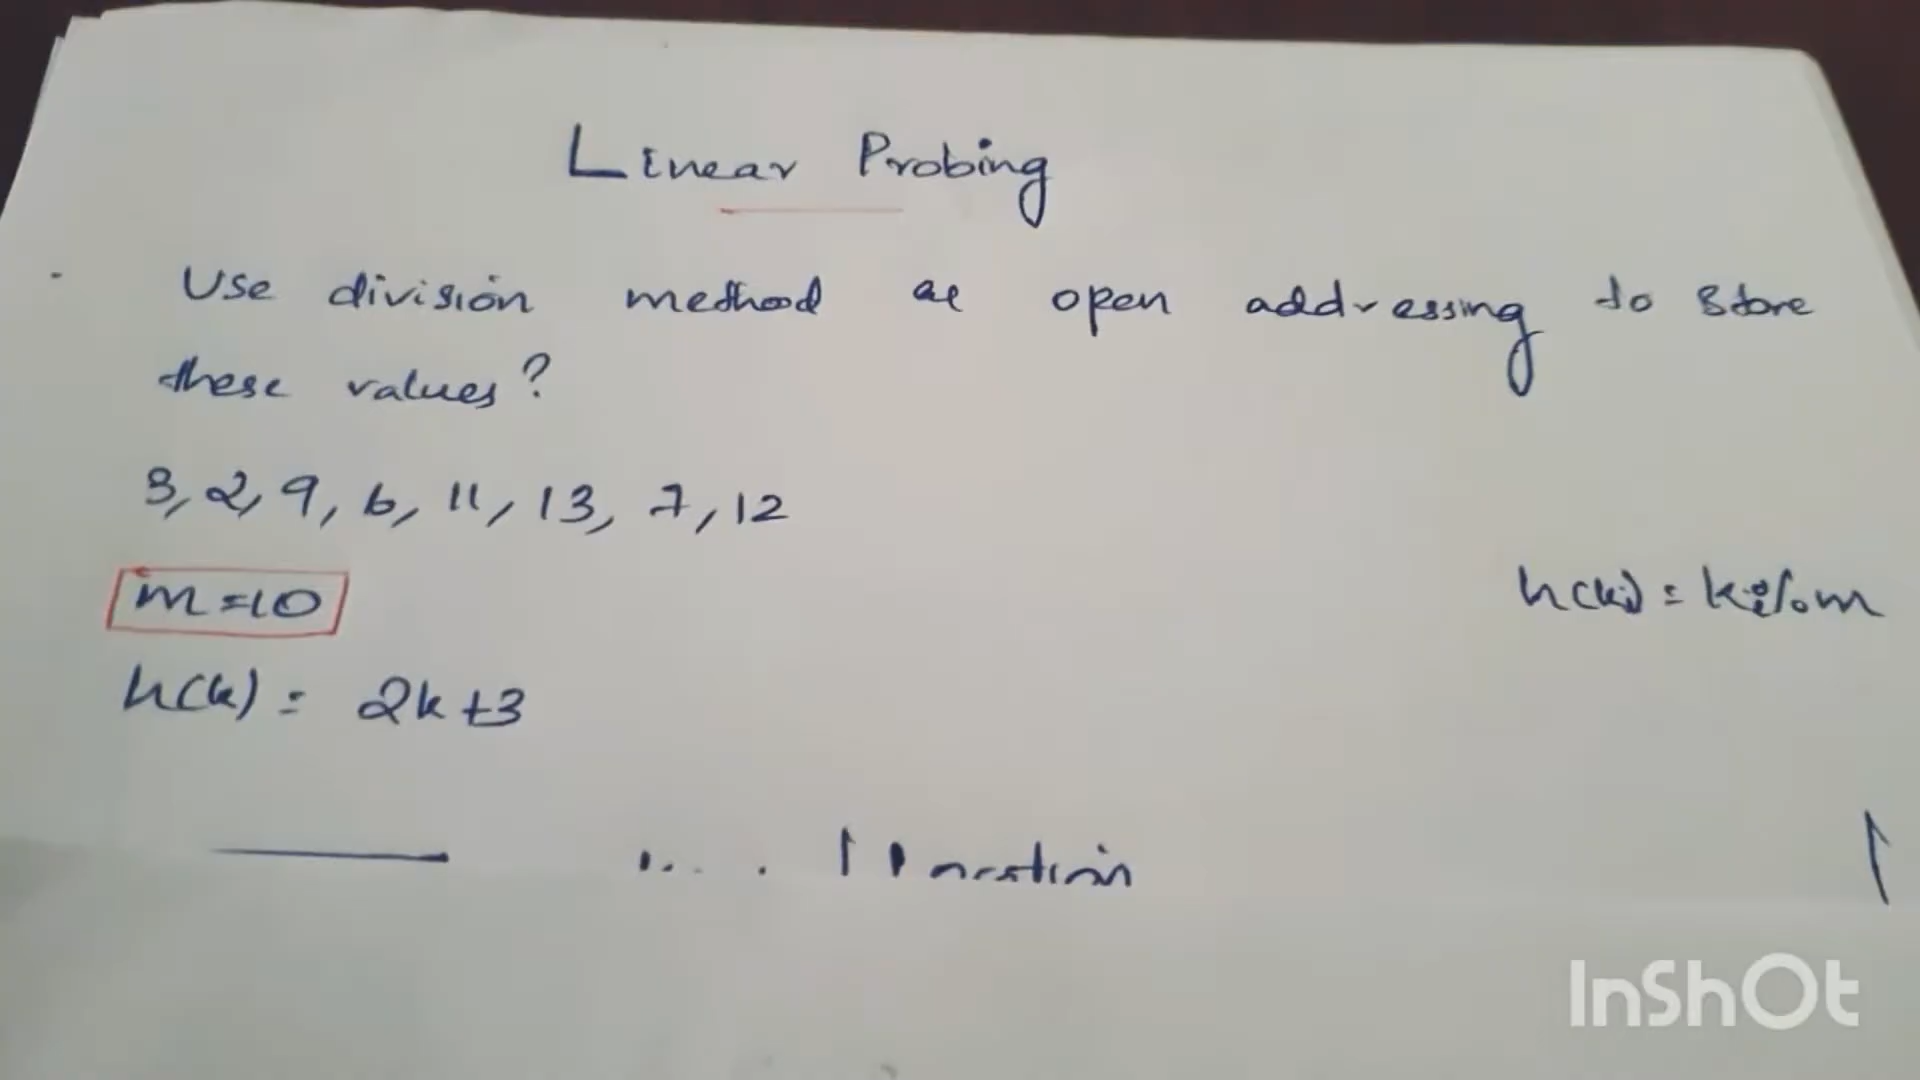 Linear Probing
Use division method as open addressing to store
these values?
3, 2, 9, 6, 11, 13, 7, 12
m=10
h(k) = k%m
h(k) = 2k+3
InShOt